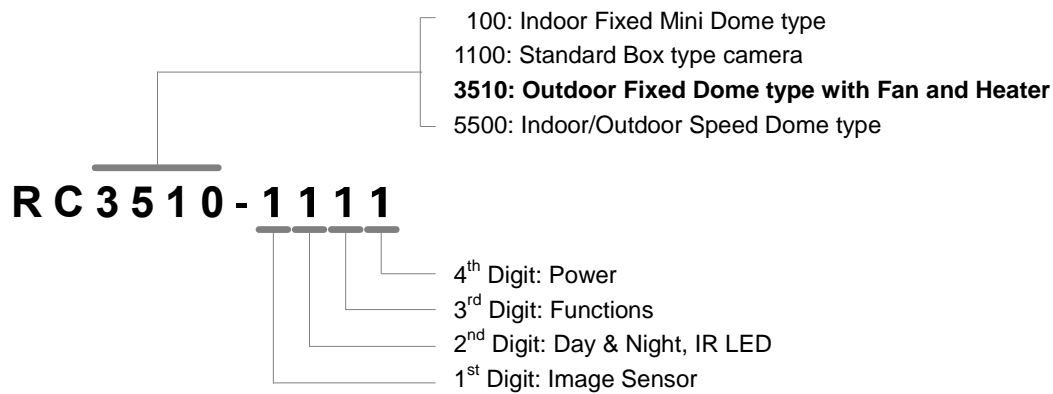 100: Indoor Fixed Mini Dome type
1100: Standard Box type camera
3510: Outdoor Fixed Dome type with Fan and Heater
5500: Indoor/Outdoor Speed Dome type
RC3510-1111
4th Digit: Power
3rd Digit: Functions
2nd Digit: Day & Night, IR LED
1st Digit: Image Sensor